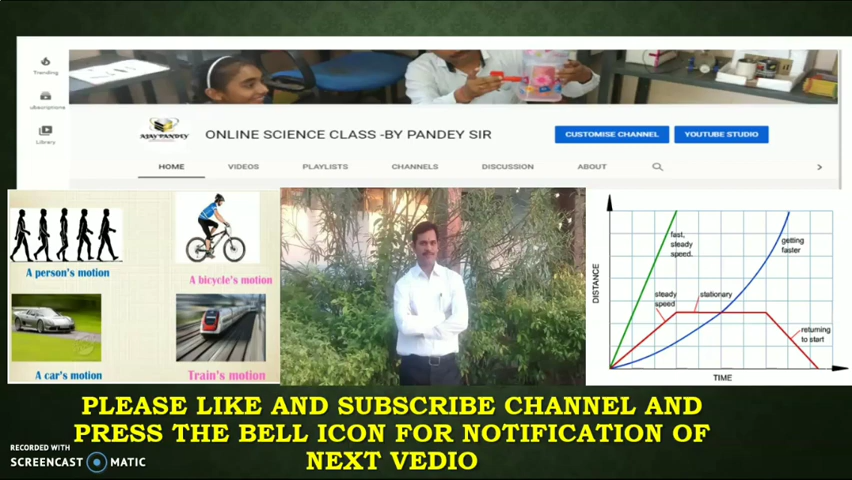 Trending
ubscriptions
Library
AJAY PANDEY
ONLINE SCIENCE CLASS -BY PANDEY SIR
CUSTOMISE CHANNEL
YOUTUBE STUDIO
HOME VIDEOS PLAYLISTS CHANNELS DISCUSSION ABOUT
A person's motion
A bicycle's motion
A car's motion
Train's motion
DISTANCE
fast,
steady
speed.
getting
faster
steady
speed
stationary
returning
to start
TIME
PLEASE LIKE AND SUBSCRIBE CHANNEL AND
PRESS THE BELL ICON FOR NOTIFICATION OF
NEXT VEDIO
RECORDED WITH
SCREENCAST MATIC